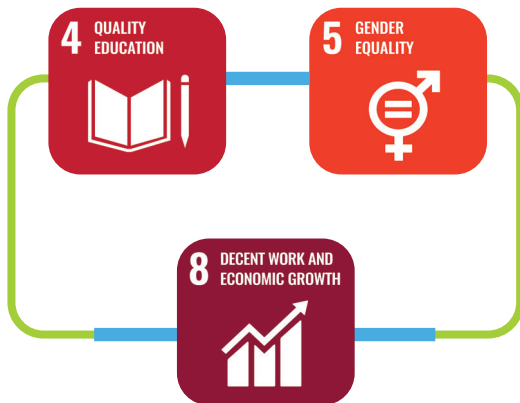 4 QUALITY
EDUCATION
5 GENDER
EQUALITY
8 DECENT WORK AND
ECONOMIC GROWTH